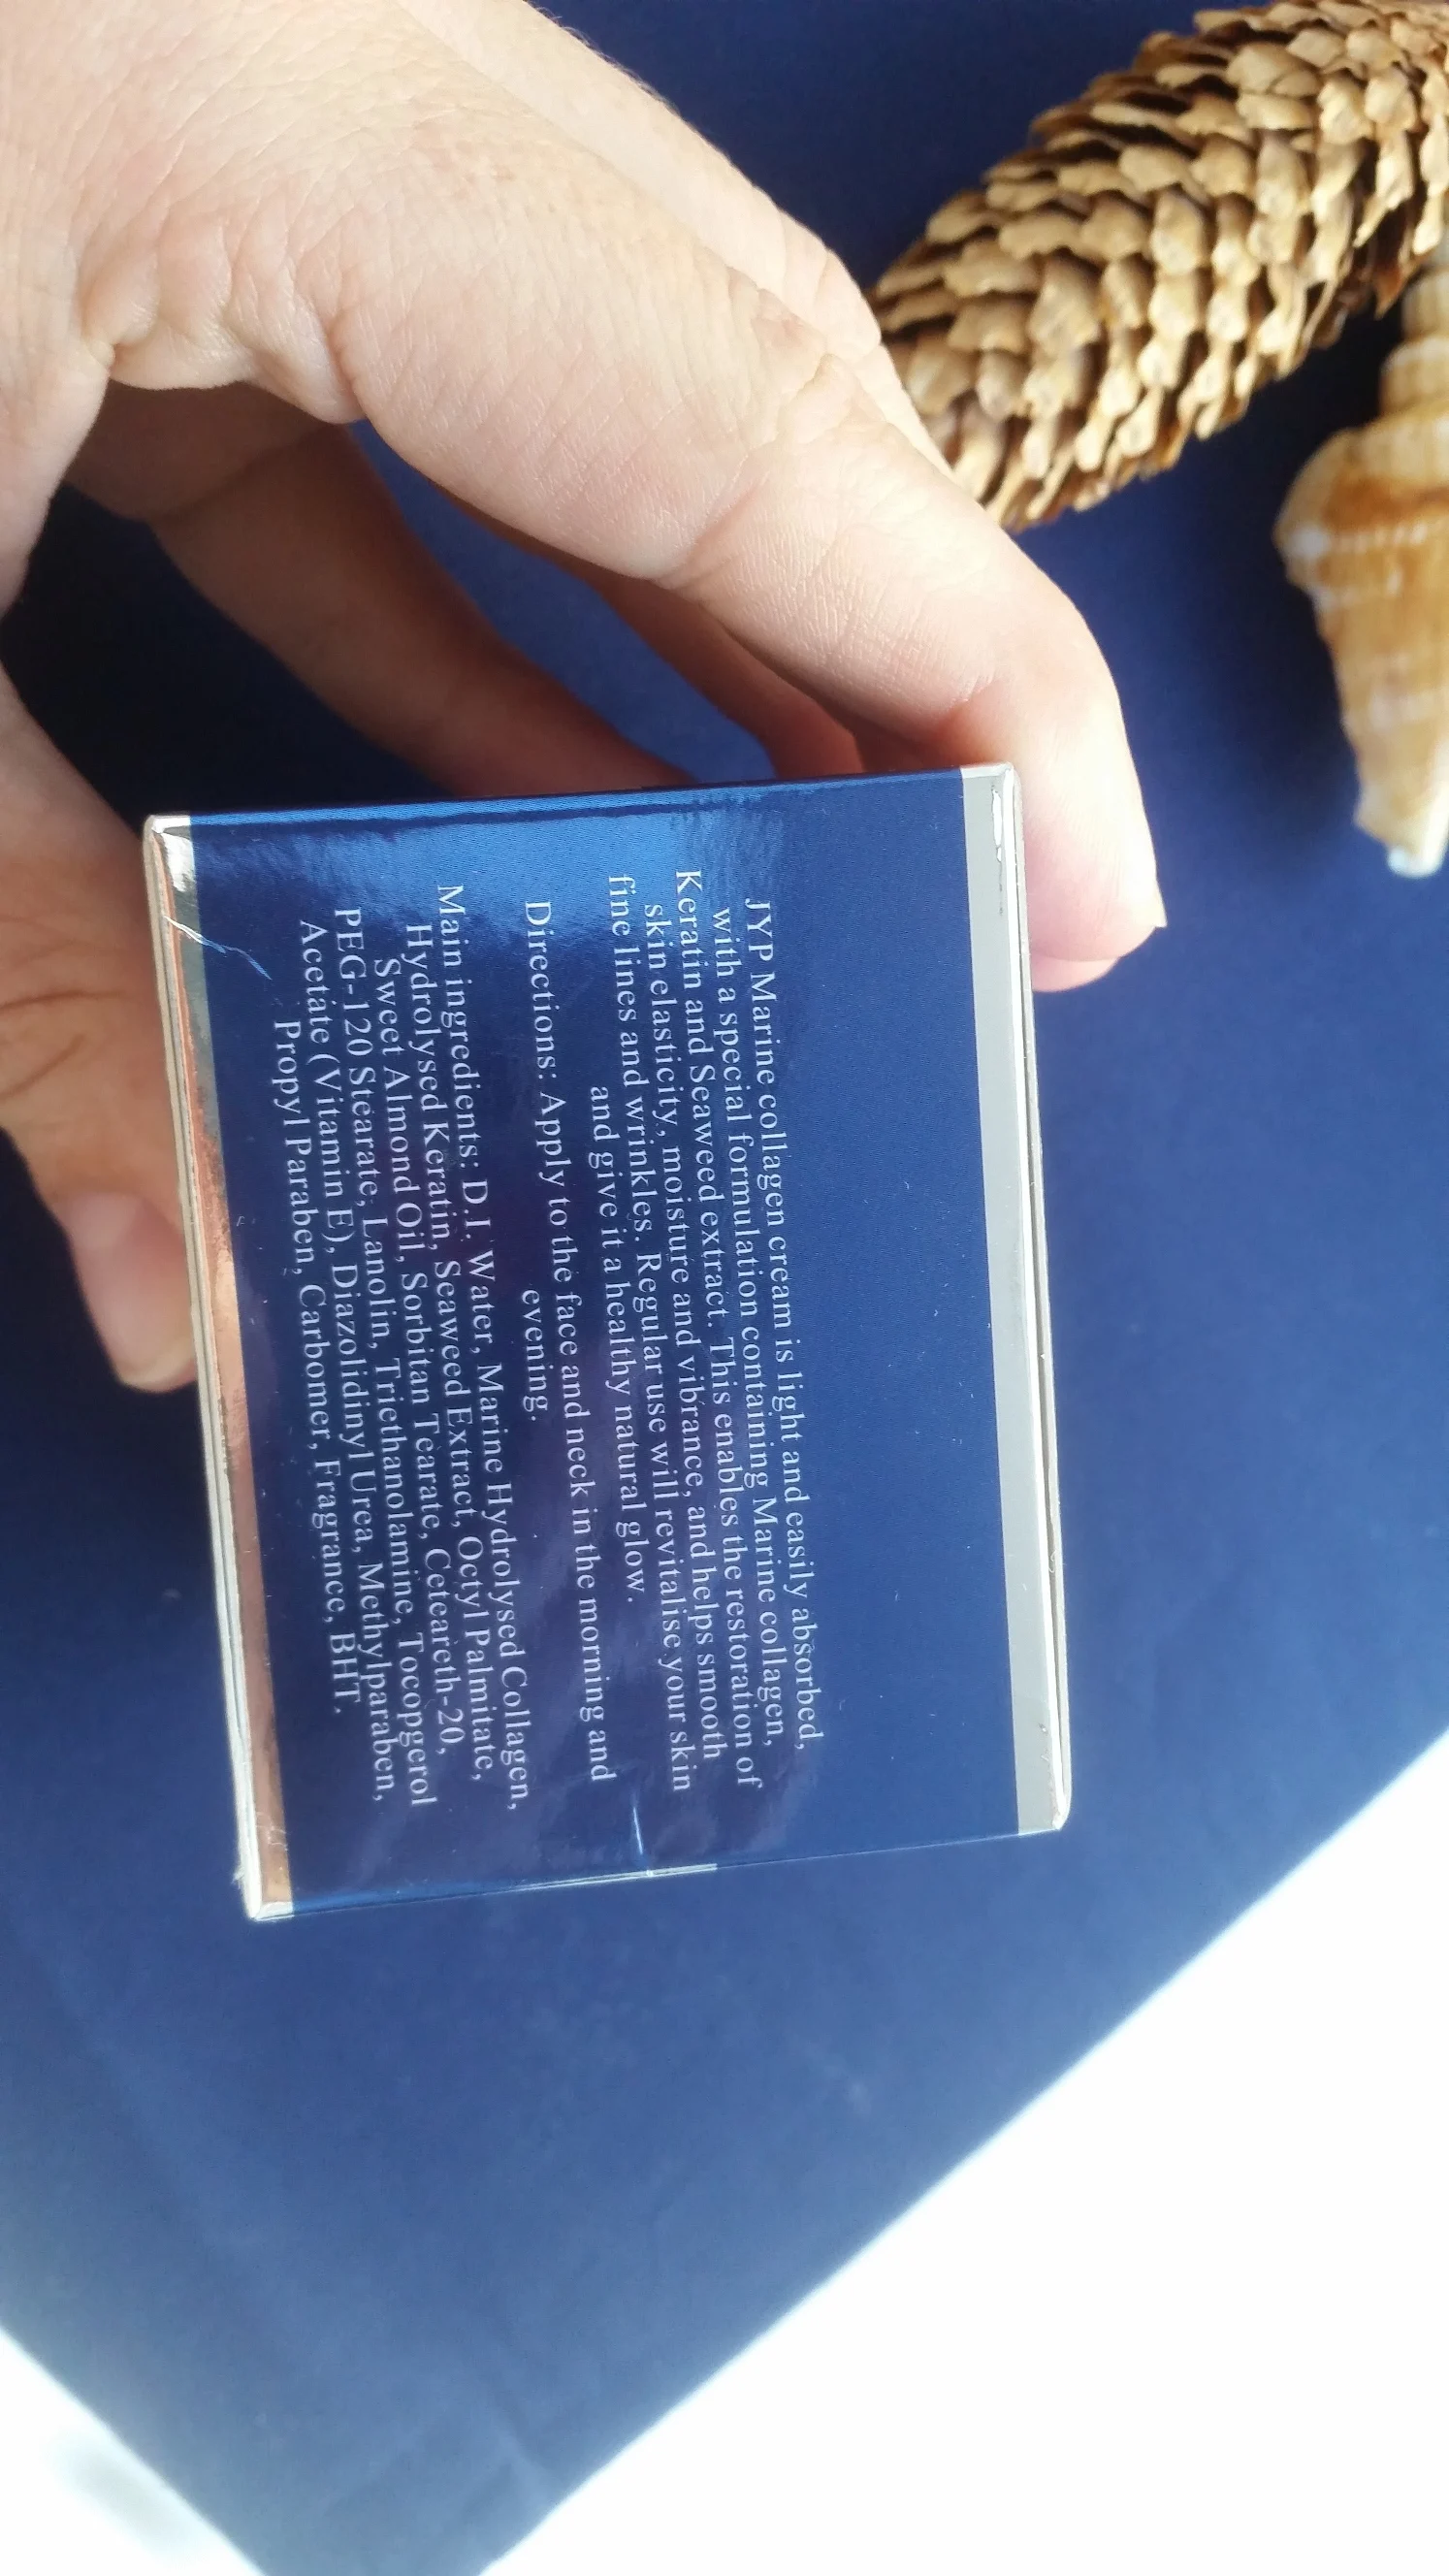 JYP Marine collagen cream is light and easily absorbed,
with a special formulation containing Marine collagen,
Keratin and Seaweed extract. This enables the restoration of
skin elasticity, moisture and vibrance, and helps smooth
fine lines and wrinkles. Regular use will revitalise your skin
and give it a healthy natural glow.
Directions: Apply to the face and neck in the morning and
evening.
Main ingredients: D.I. Water, Marine Hydrolysed Collagen,
Hydrolysed Keratin, Seaweed Extract, Octyl Palmitate,
Sweet Almond Oil, Sorbitan Tearate, Ceteareth-20,
PEG-120 Stearate, Lanolin, Triethanolamine, Tocopgerol
Acetate (Vitamin E), Diazolidinyl Urea, Methylparaben,
Propyl Paraben, Carbomer, Fragrance, BHT.